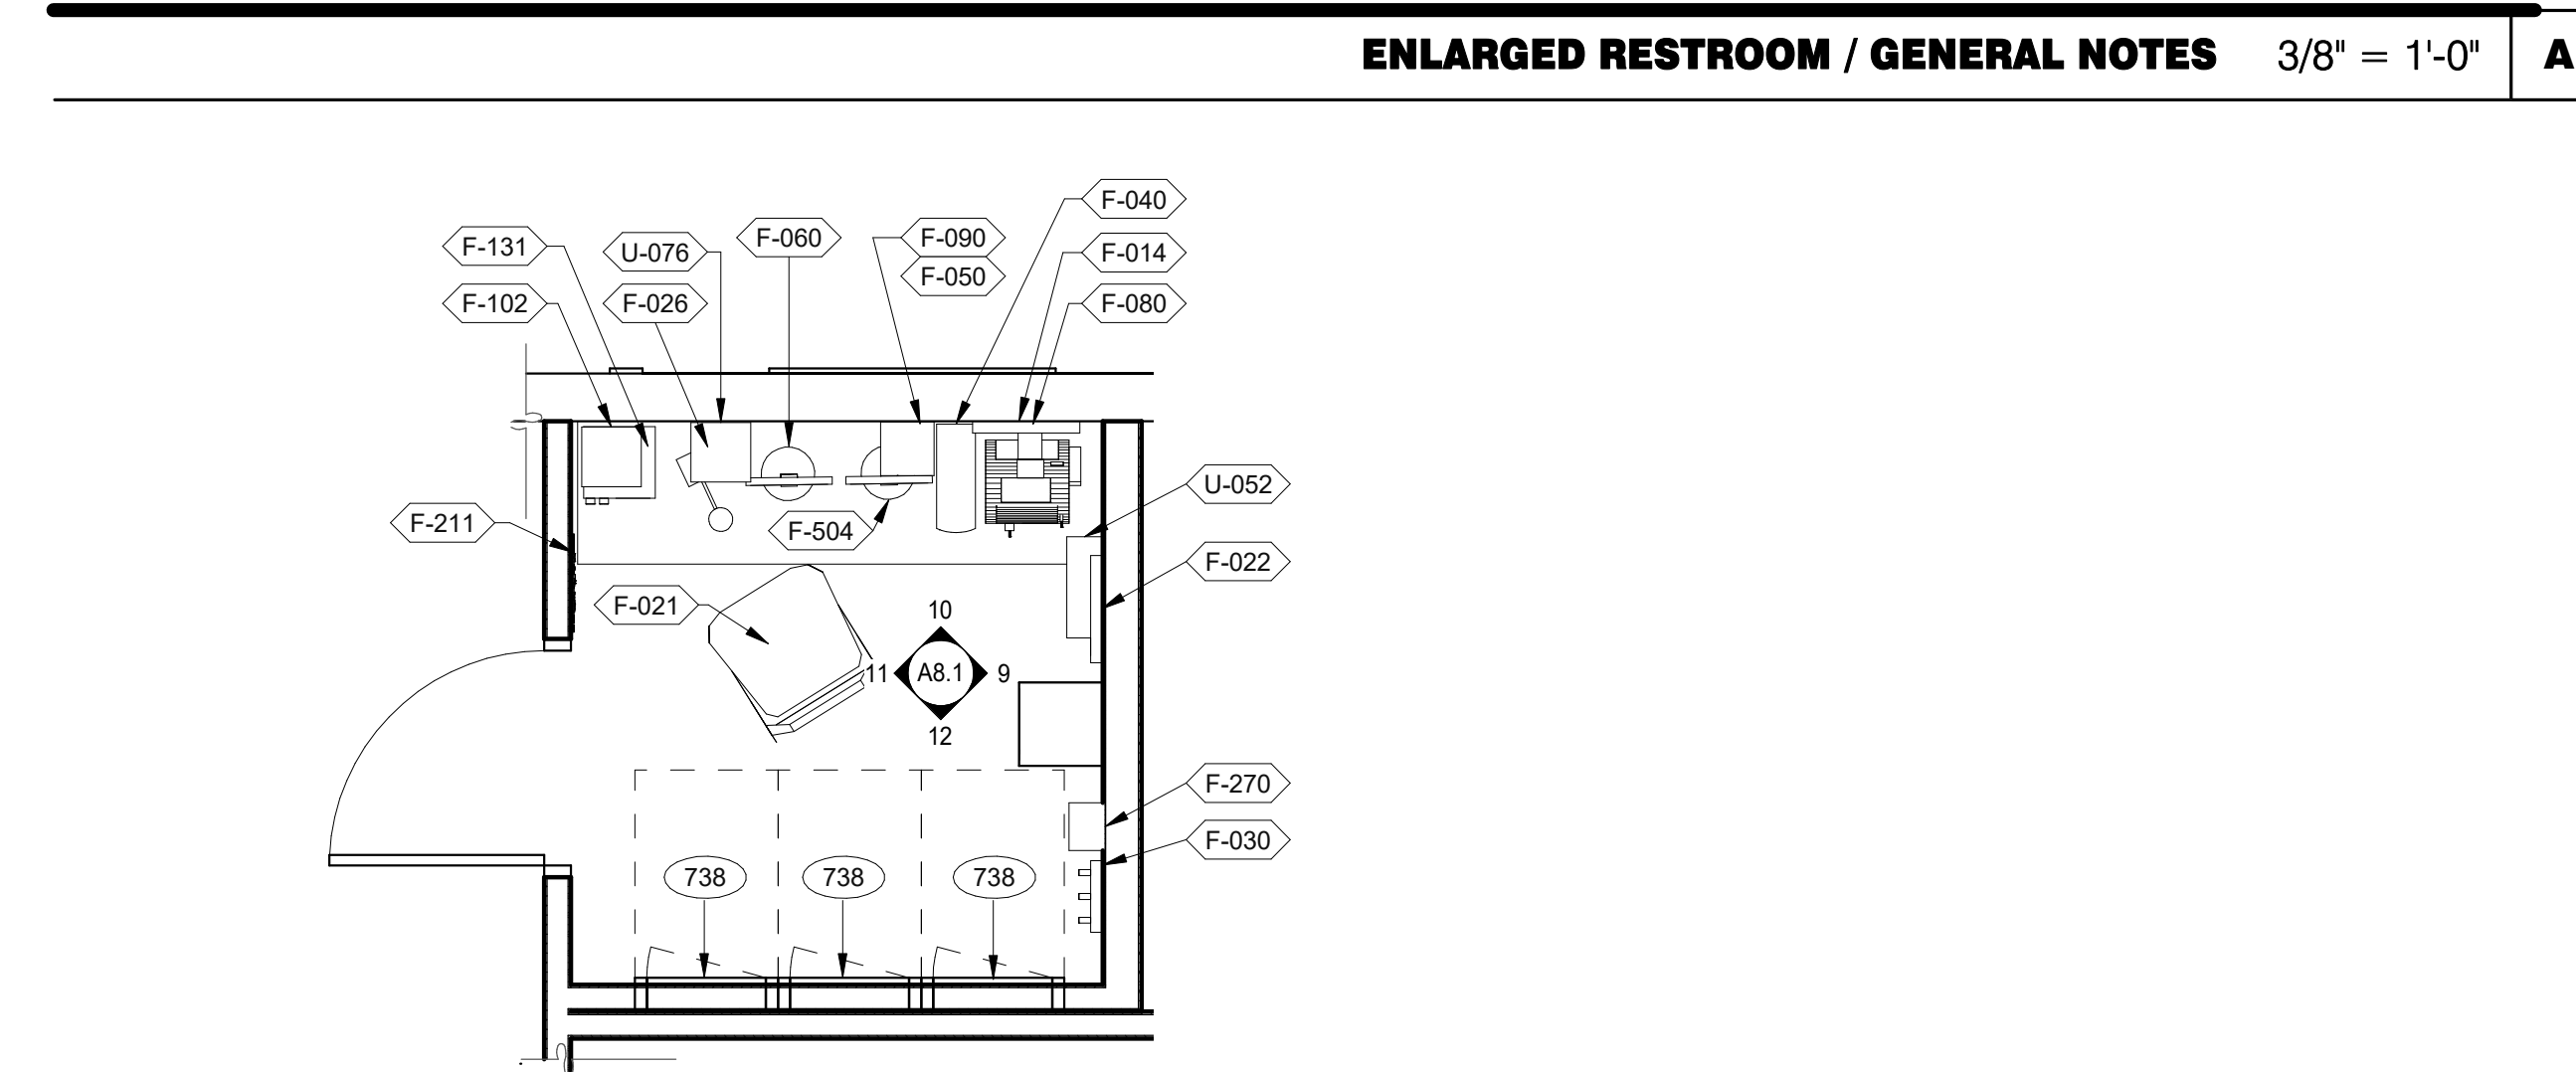 ENLARGED RESTROOM / GENERAL NOTES 3/8" = 1'-0" A
F-040
F-131
U-076
F-060
F-090
F-014
F-050
F-102
F-026
F-080
U-052
F-211
F-504
F-022
F-021
10
11
A8.1
9
12
F-270
F-030
738
738
738